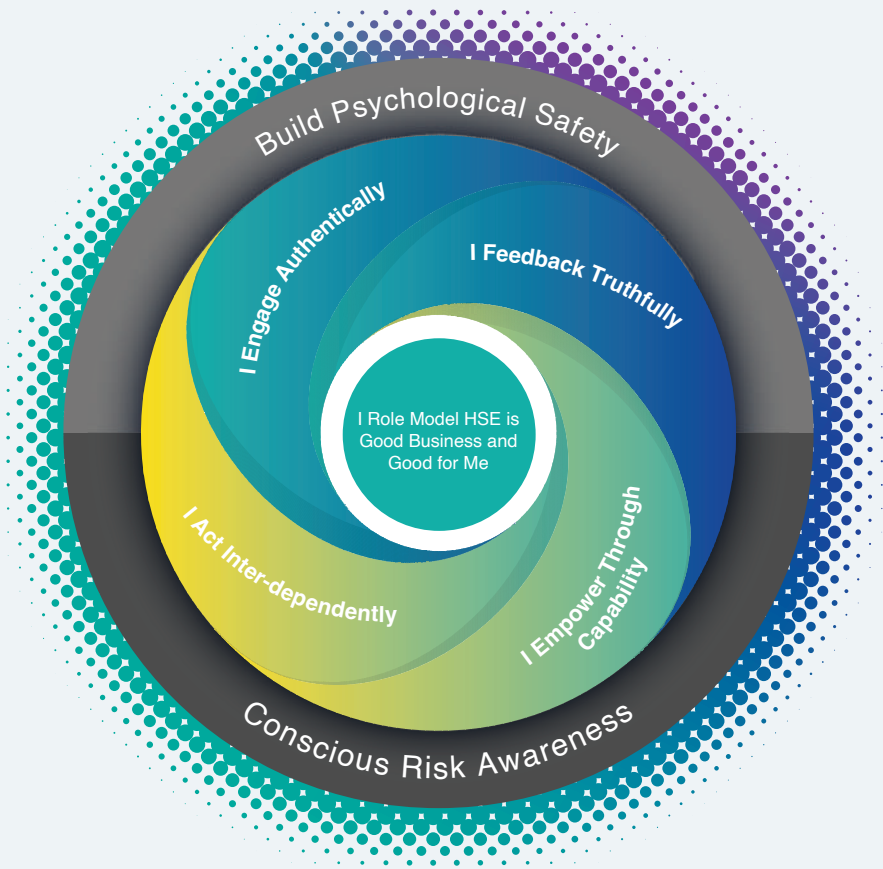 Build Psychological Safety
I Engage Authentically
I Feedback Truthfully
I Role Model HSE is
Good Business and
Good for Me
I Act Inter-dependently
I Empower Through
Capability
Conscious Risk Awareness